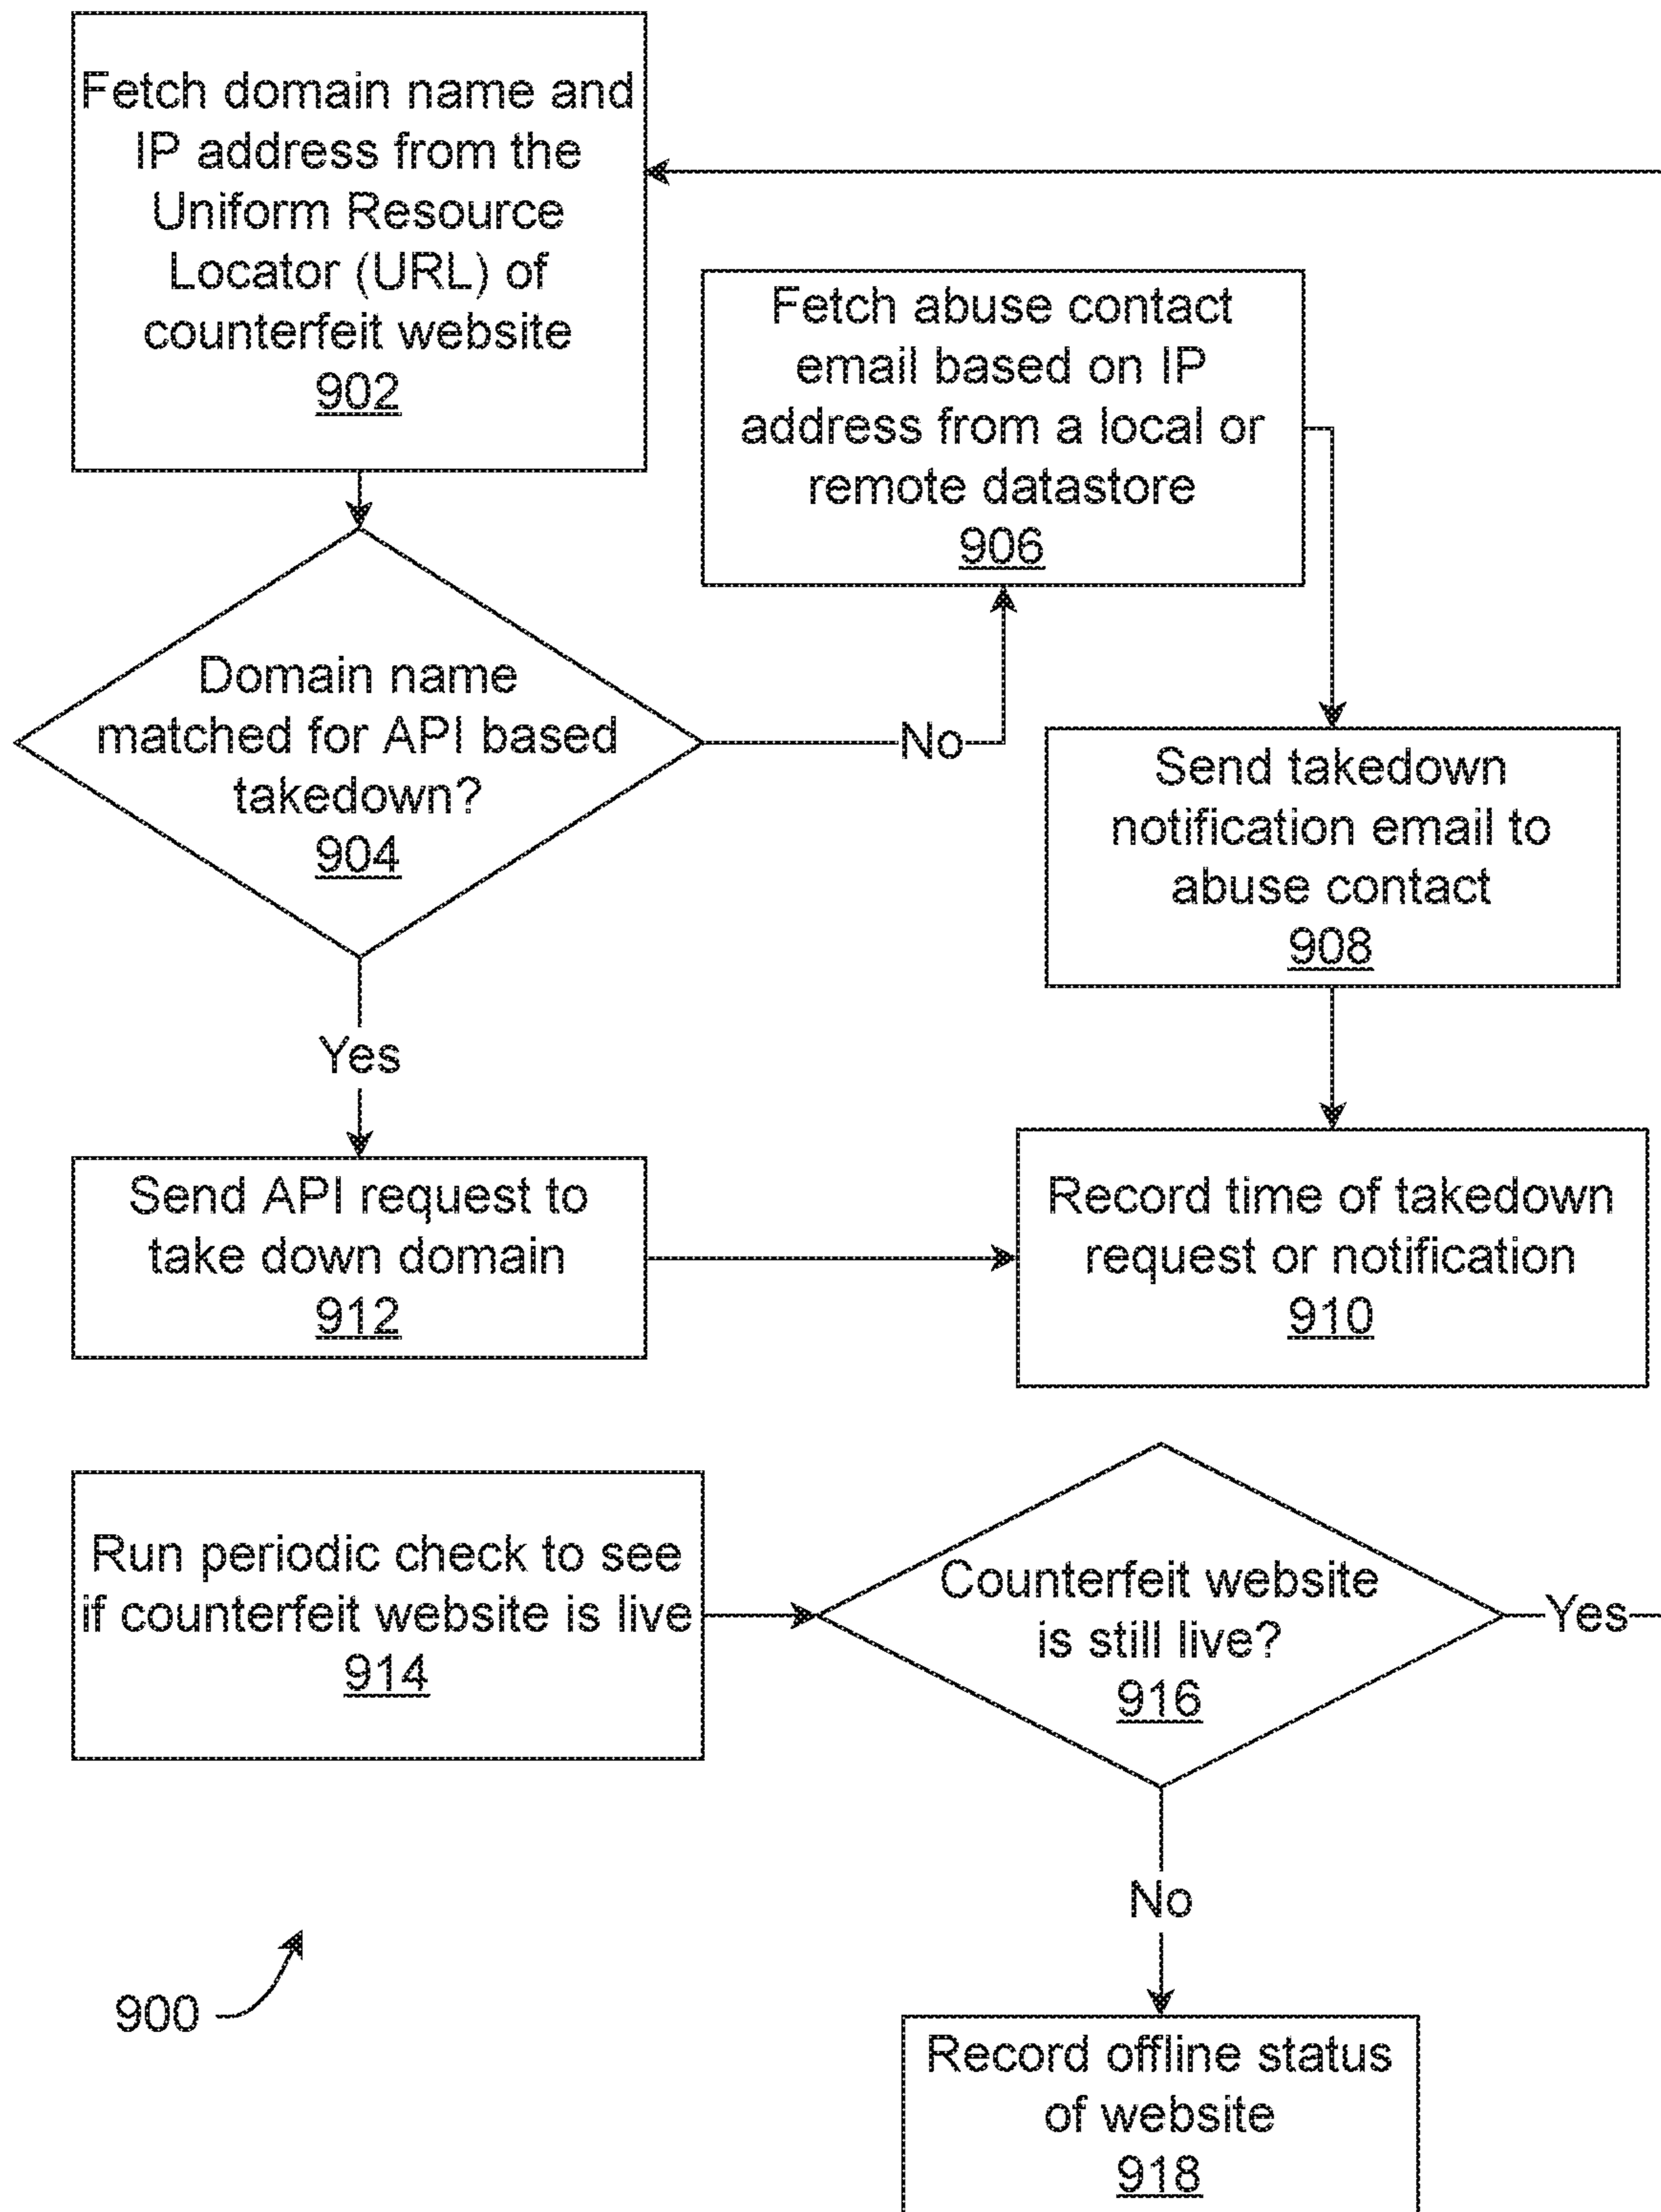 Fetch domain name and
IP address from the
Uniform Resource
Locator (URL) of
counterfeit website
902
Fetch abuse contact
email based on IP
address from a local or
remote datastore
906
Domain name
matched for API based
takedown?
904
No
Send takedown
notification email to
abuse contact
908
Yes
Send API request to
take down domain
912
Record time of takedown
request or notification
910
Run periodic check to see
if counterfeit website is live
914
Counterfeit website
is still live?
916
Yes
No
900
Record offline status
of website
918